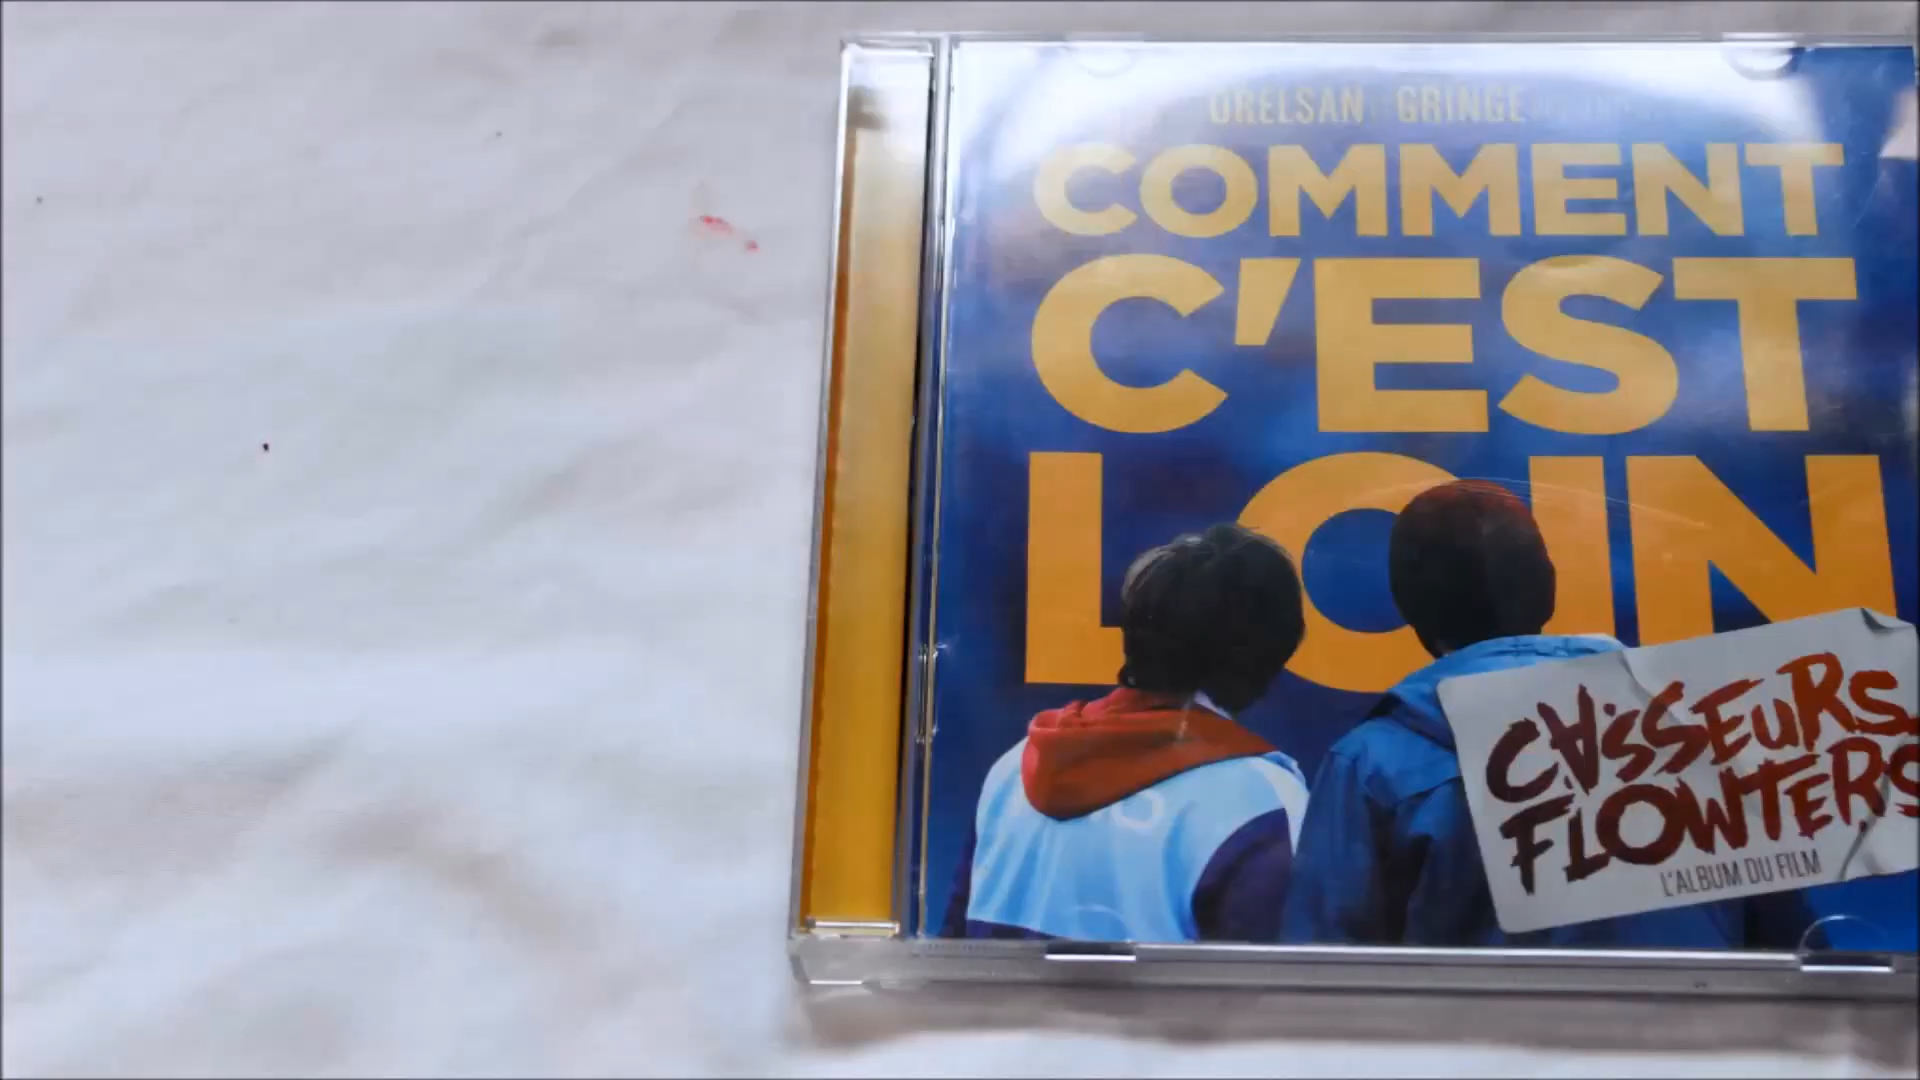 ORELSAN GRINGE
COMMENT
C'EST
LOIN
CASSEURS
FLOWTERS
L'ALBUM DU FILM